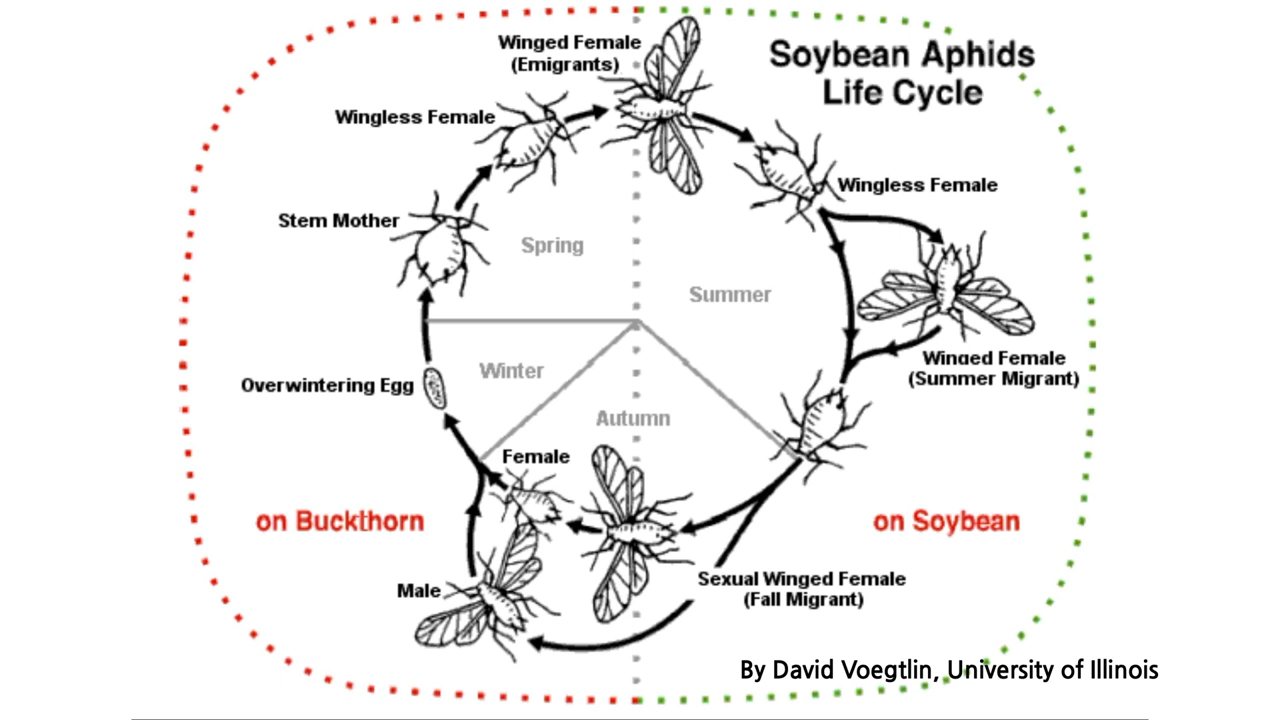 Soybean Aphids
Life Cycle
Winged Female
(Emigrants)
Wingless Female
Wingless Female
Stem Mother
Spring
Summer
Winged Female
(Summer Migrant)
Winter
Overwintering Egg
Autumn
Female
on Buckthorn
on Soybean
Male
Sexual Winged Female
(Fall Migrant)
By David Voegtlin, University of Illinois